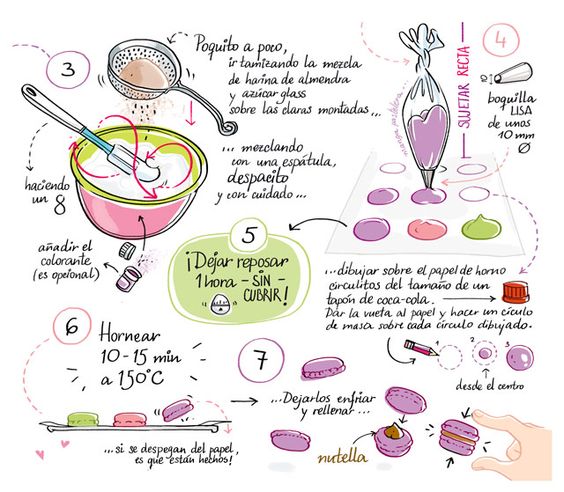 3
Poquito a poco,
ir tamizando la mezcla
de harina de almendra
y azúcar glass
sobre las claras montadas...
... mezclando
con una espátula,
despacito
y con cuidado ...
haciendo
un 8
añadir el
colorante
(es opcional)
4
SUJETAR RECTA
manga pastelera
boquilla
LISA
de unos
10 mm
Ø
...dibujar sobre el papel de horno
circulitos del tamaño de un
tapón de coca-cola.
Dar la vuelta al papel y hacer un cículo
de masa sobre cada círculo dibujado.
1
2
3
desde el centro
5
¡Dejar reposar
1 hora - SIN -
CUBRIR!
6
Hornear
10-15 min
a 150°C
...si se despegan del papel,
es que están hechos!
7
...Dejarlos enfriar
y rellenar...
nutella